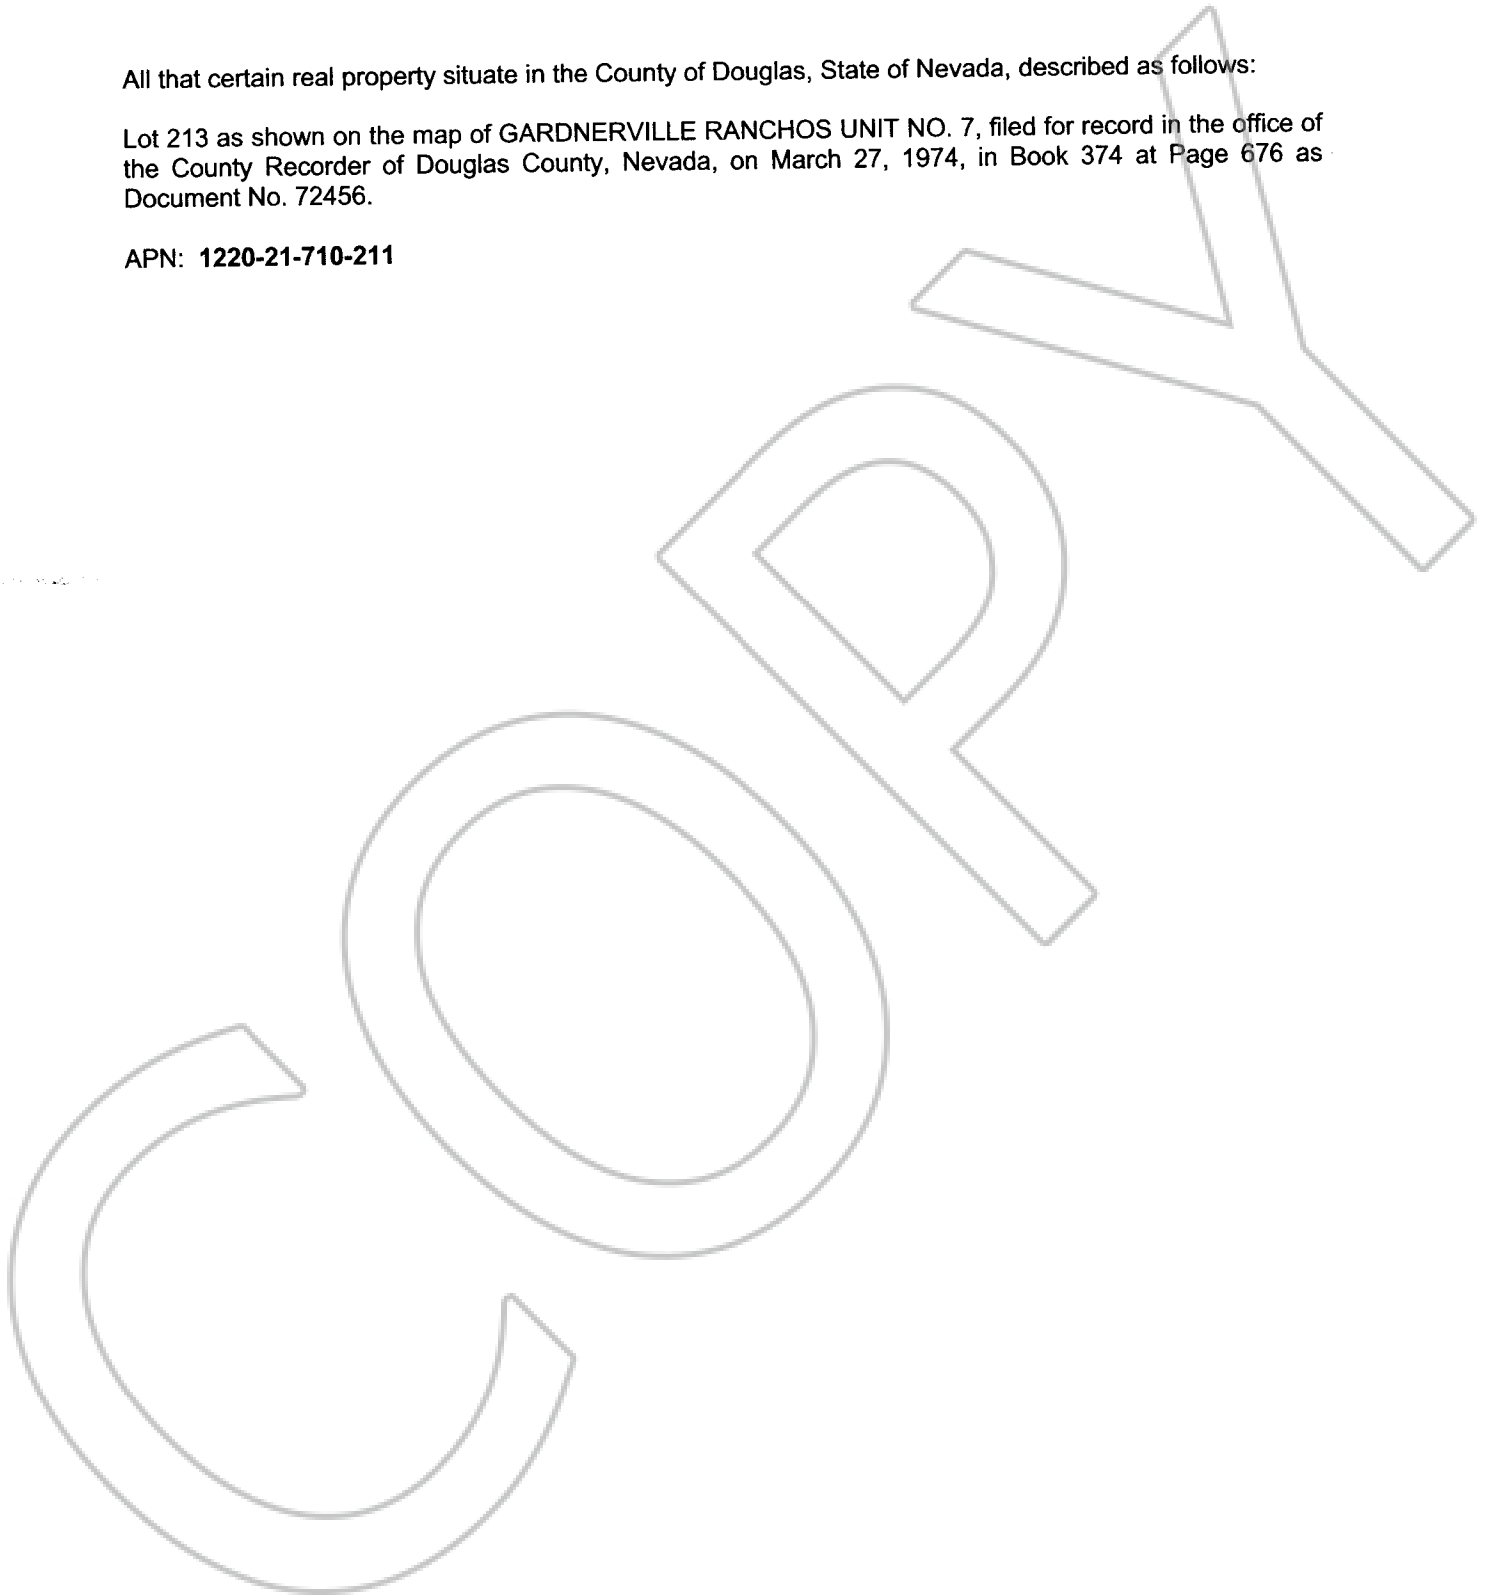 All that certain real property situate in the County of Douglas, State of Nevada, described as follows:
Lot 213 as shown on the map of GARDNERVILLE RANCHOS UNIT NO. 7, filed for record in the office of
the County Recorder of Douglas County, Nevada, on March 27, 1974, in Book 374 at Page 676 as
Document No. 72456.
APN: 1220-21-710-211
COPY